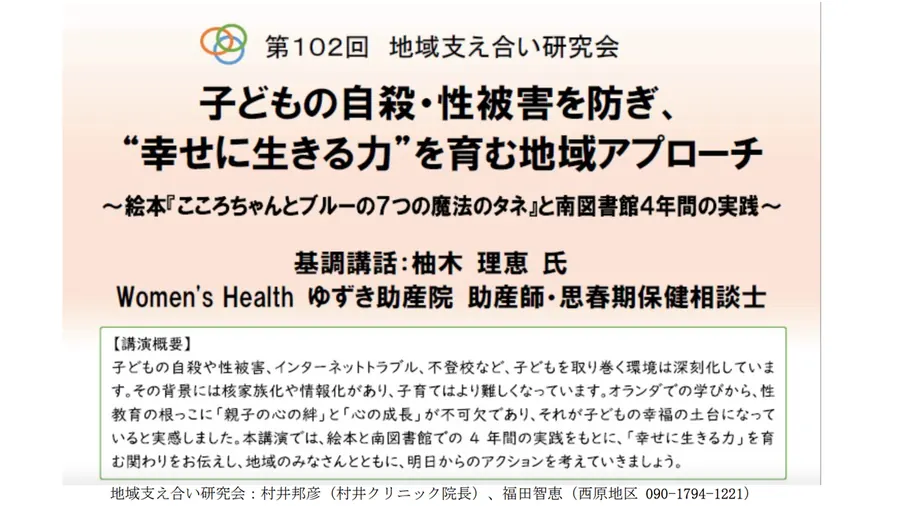 第102回 地域支え合い研究会
子どもの自殺・性被害を防ぎ、
“幸せに生きる力”を育む地域アプローチ
～絵本『こころちゃんとブルーの7つの魔法のタネ』と南図書館4年間の実践～
基調講話：柚木 理恵 氏
Women's Health ゆずき助産院 助産師・思春期保健相談士
【講演概要】
子どもの自殺や性被害、インターネットトラブル、不登校など、子どもを取り巻く環境は深刻化していま
す。その背景には核家族化や情報化があり、子育てはより難しくなっています。オランダでの学びから、性
教育の根っこに「親子の心の絆」と「心の成長」が不可欠であり、それが子どもの幸福の土台になって
いると実感しました。本講演では、絵本と南図書館での 4 年間の実践をもとに、「幸せに生きる力」を育
む関わりをお伝えし、地域のみなさんとともに、明日からのアクションを考えていきましょう。
地域支え合い研究会：村井邦彦（村井クリニック院長）、福田智恵（西原地区 090-1794-1221）